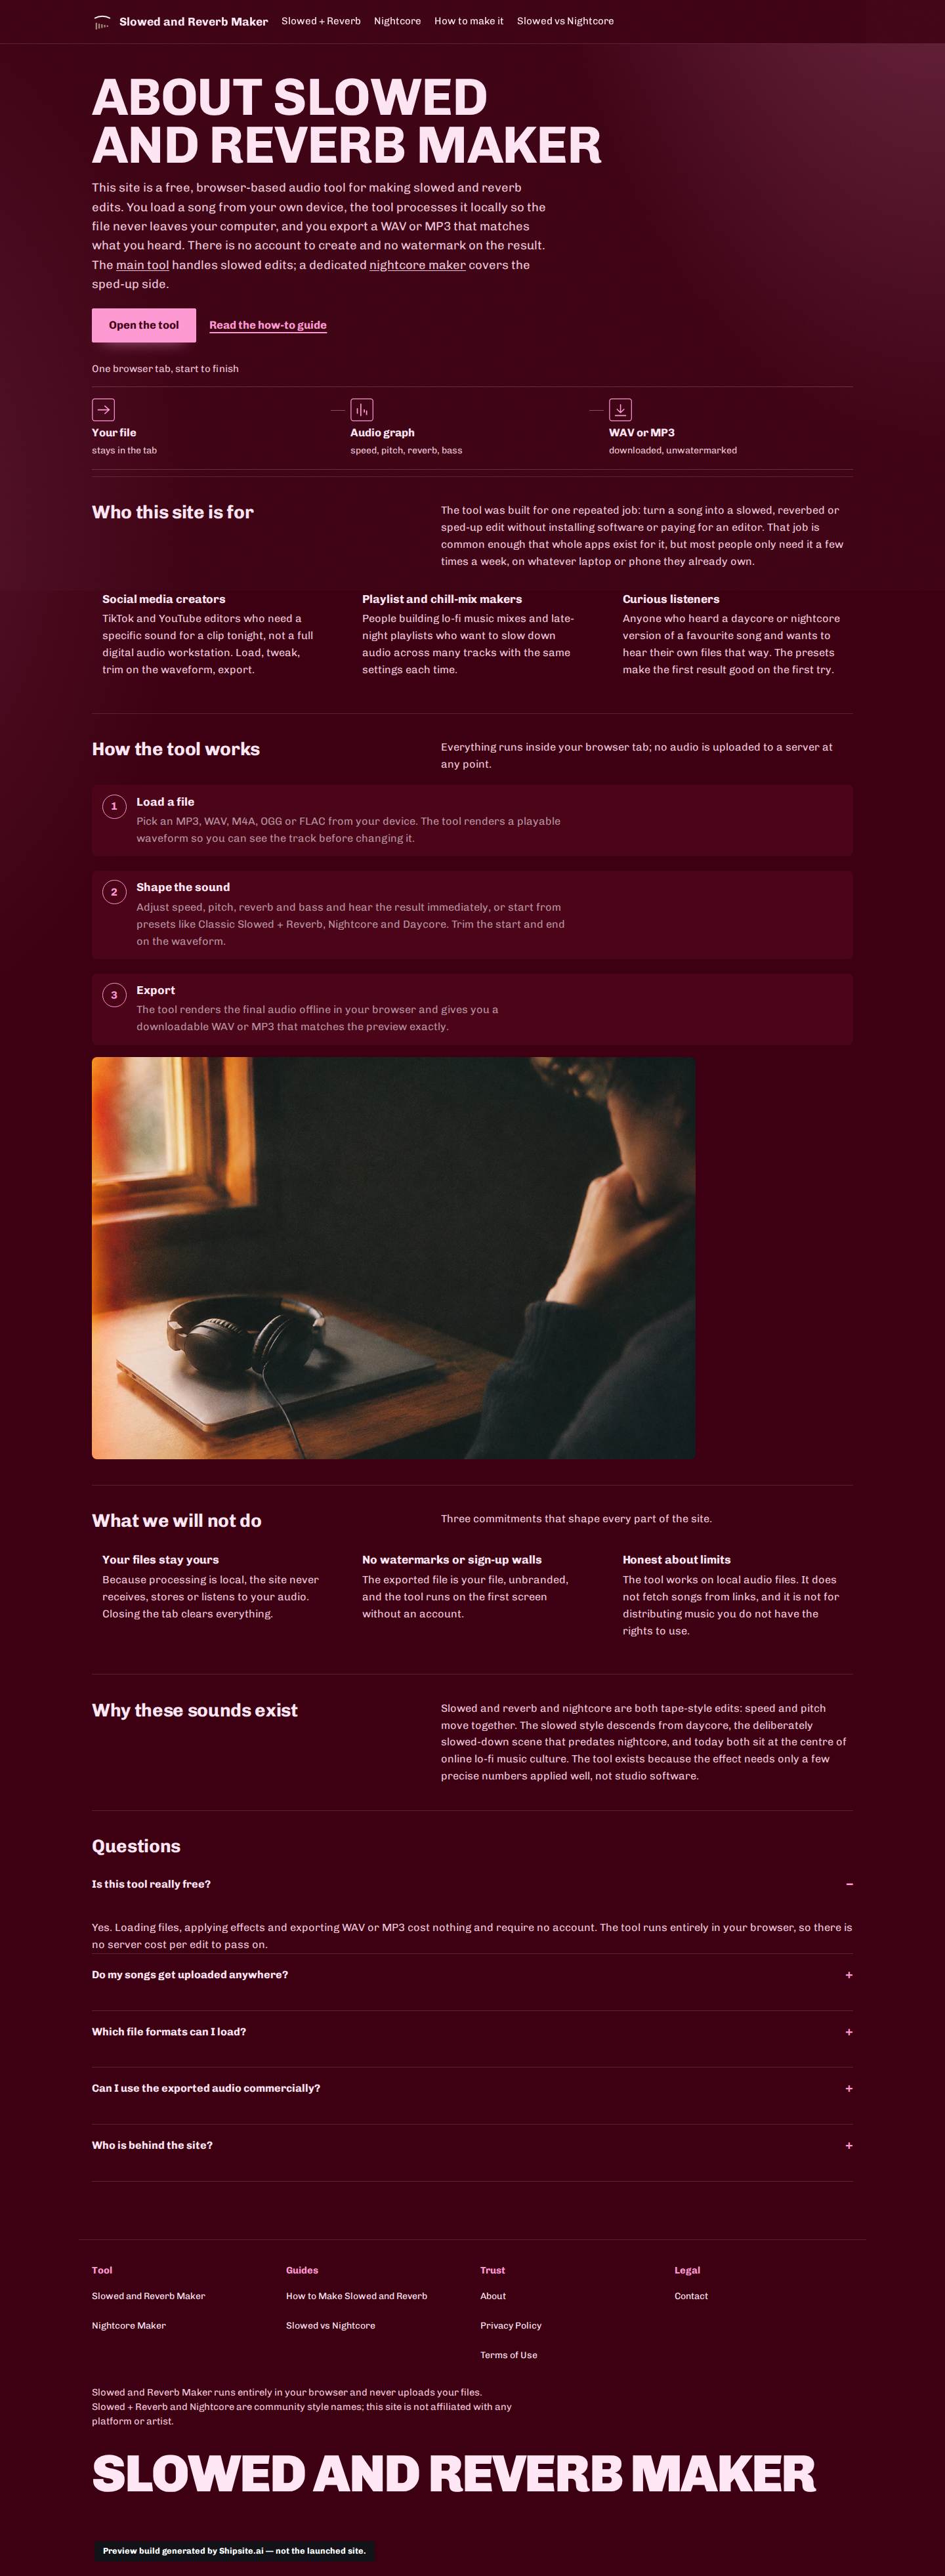 Slowed and Reverb Maker
Slowed + Reverb
Nightcore
How to make it
Slowed vs Nightcore
ABOUT SLOWED
AND REVERB MAKER
This site is a free, browser-based audio tool for making slowed and reverb
edits. You load a song from your own device, the tool processes it locally so the
file never leaves your computer, and you export a WAV or MP3 that matches
what you heard. There is no account to create and no watermark on the result.
The main tool handles slowed edits; a dedicated nightcore maker covers the
sped-up side.
Open the tool
Read the how-to guide
One browser tab, start to finish
Your file
stays in the tab
Audio graph
speed, pitch, reverb, bass
WAV or MP3
downloaded, unwatermarked
Who this site is for
The tool was built for one repeated job: turn a song into a slowed, reverbed or
sped-up edit without installing software or paying for an editor. That job is
common enough that whole apps exist for it, but most people only need it a few
times a week, on whatever laptop or phone they already own.
Social media creators
TikTok and YouTube editors who need a
specific sound for a clip tonight, not a full
digital audio workstation. Load, tweak,
trim on the waveform, export.
Playlist and chill-mix makers
People building lo-fi music mixes and late-
night playlists who want to slow down
audio across many tracks with the same
settings each time.
Curious listeners
Anyone who heard a daycore or nightcore
version of a favourite song and wants to
hear their own files that way. The presets
make the first result good on the first try.
How the tool works
Everything runs inside your browser tab; no audio is uploaded to a server at
any point.
1
Load a file
Pick an MP3, WAV, M4A, OGG or FLAC from your device. The tool renders a playable
waveform so you can see the track before changing it.
2
Shape the sound
Adjust speed, pitch, reverb and bass and hear the result immediately, or start from
presets like Classic Slowed + Reverb, Nightcore and Daycore. Trim the start and end
on the waveform.
3
Export
The tool renders the final audio offline in your browser and gives you a
downloadable WAV or MP3 that matches the preview exactly.
What we will not do
Three commitments that shape every part of the site.
Your files stay yours
Because processing is local, the site never
receives, stores or listens to your audio.
Closing the tab clears everything.
No watermarks or sign-up walls
The exported file is your file, unbranded,
and the tool runs on the first screen
without an account.
Honest about limits
The tool works on local audio files. It does
not fetch songs from links, and it is not for
distributing music you do not have the
rights to use.
Why these sounds exist
Slowed and reverb and nightcore are both tape-style edits: speed and pitch
move together. The slowed style descends from daycore, the deliberately
slowed-down scene that predates nightcore, and today both sit at the centre of
online lo-fi music culture. The tool exists because the effect needs only a few
precise numbers applied well, not studio software.
Questions
Is this tool really free?
−
Yes. Loading files, applying effects and exporting WAV or MP3 cost nothing and require no account. The tool runs entirely in your browser, so there is
no server cost per edit to pass on.
Do my songs get uploaded anywhere?
+
Which file formats can I load?
+
Can I use the exported audio commercially?
+
Who is behind the site?
+
Tool
Slowed and Reverb Maker
Nightcore Maker
Guides
How to Make Slowed and Reverb
Slowed vs Nightcore
Trust
About
Privacy Policy
Terms of Use
Legal
Contact
Slowed and Reverb Maker runs entirely in your browser and never uploads your files.
Slowed + Reverb and Nightcore are community style names; this site is not affiliated with any
platform or artist.
SLOWED AND REVERB MAKER
Preview build generated by Shipsite.ai — not the launched site.